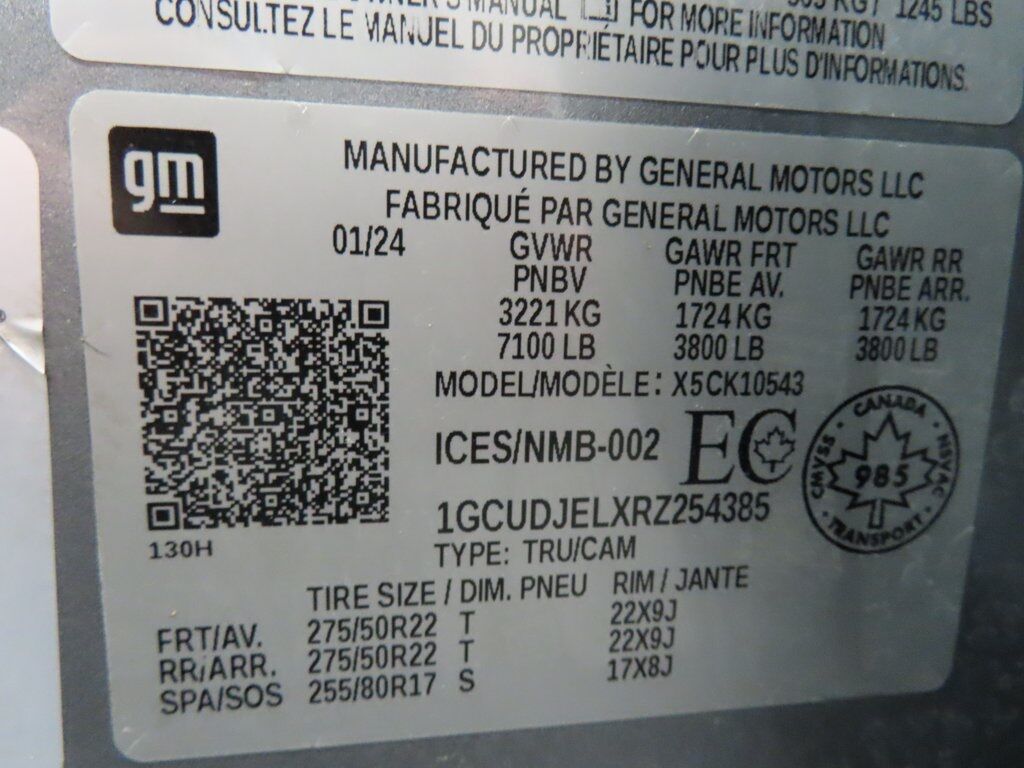 OWNER'S MANUAL FOR MORE INFORMATION
KG / 1245 LBS
CONSULTEZ LE MANUEL DU PROPRIÉTAIRE POUR PLUS D'INFORMATIONS.
gm
MANUFACTURED BY GENERAL MOTORS LLC
FABRIQUÉ PAR GENERAL MOTORS LLC
01/24 GVWR GAWR FRT GAWR RR
PNBV PNBE AV. PNBE ARR.
3221 KG 1724 KG 1724 KG
7100 LB 3800 LB 3800 LB
MODEL/MODÈLE: X5CK10543
ICES/NMB-002 EC
CANADA
CMVSS 985 NSVAC
TRANSPORT
1GCUDJELXRZ254385
130H
TYPE: TRU/CAM
TIRE SIZE / DIM. PNEU RIM / JANTE
FRT/AV. 275/50R22 T 22X9J
RR/ARR. 275/50R22 T 22X9J
SPA/SOS 255/80R17 S 17X8J